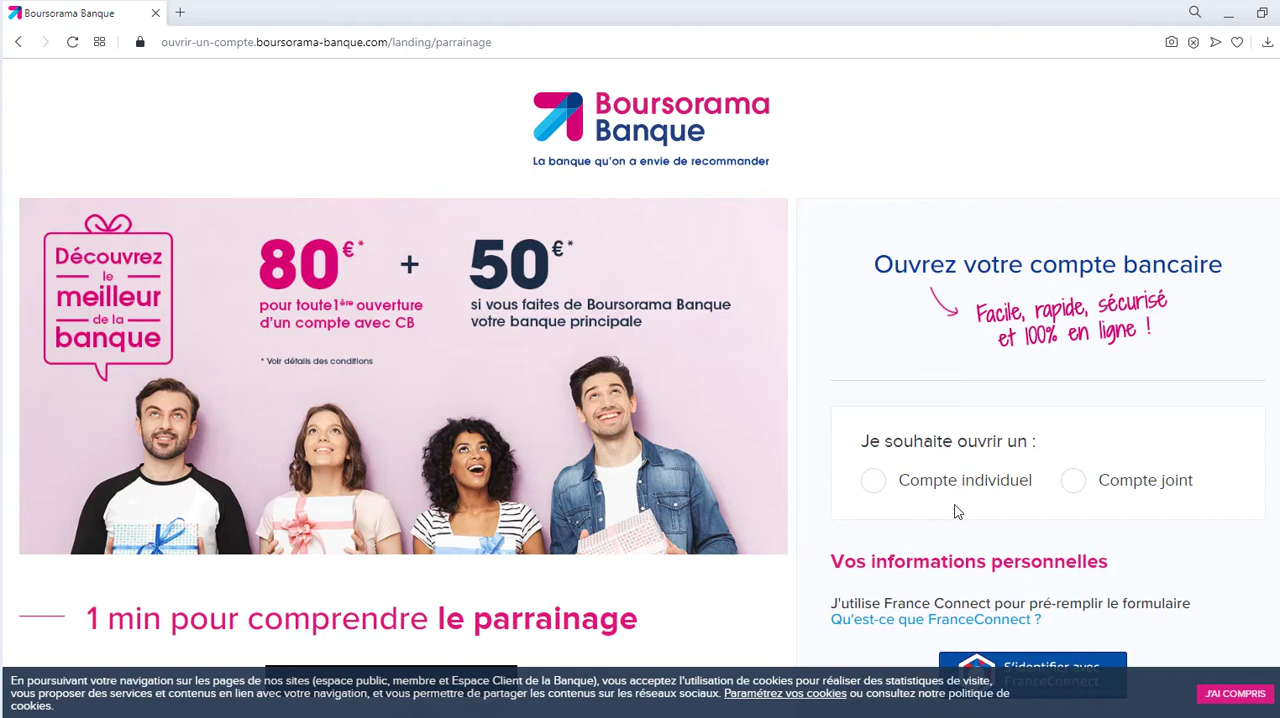 Boursorama Banque
ouvrir-un-compte.boursorama-banque.com/landing/parrainage
Boursorama
Banque
La banque qu'on a envie de recommander
Découvrez
le
meilleur
de la
banque
80€* + 50€*
pour toute 1ère ouverture
d'un compte avec CB
si vous faites de Boursorama Banque
votre banque principale
* Voir détails des conditions
1 min pour comprendre le parrainage
Ouvrez votre compte bancaire
Facile, rapide, sécurisé
et 100% en ligne !
Je souhaite ouvrir un :
Compte individuel
Compte joint
Vos informations personnelles
J'utilise France Connect pour pré-remplir le formulaire
Qu'est-ce que FranceConnect ?
S'identifier avec
FranceConnect
En poursuivant votre navigation sur les pages de nos sites (espace public, membre et Espace Client de la Banque), vous acceptez l'utilisation de cookies pour réaliser des statistiques de visite,
vous proposer des services et contenus en lien avec votre navigation, et vous permettre de partager les contenus sur les réseaux sociaux. Paramétrez vos cookies ou consultez notre politique de
cookies.
J'AI COMPRIS